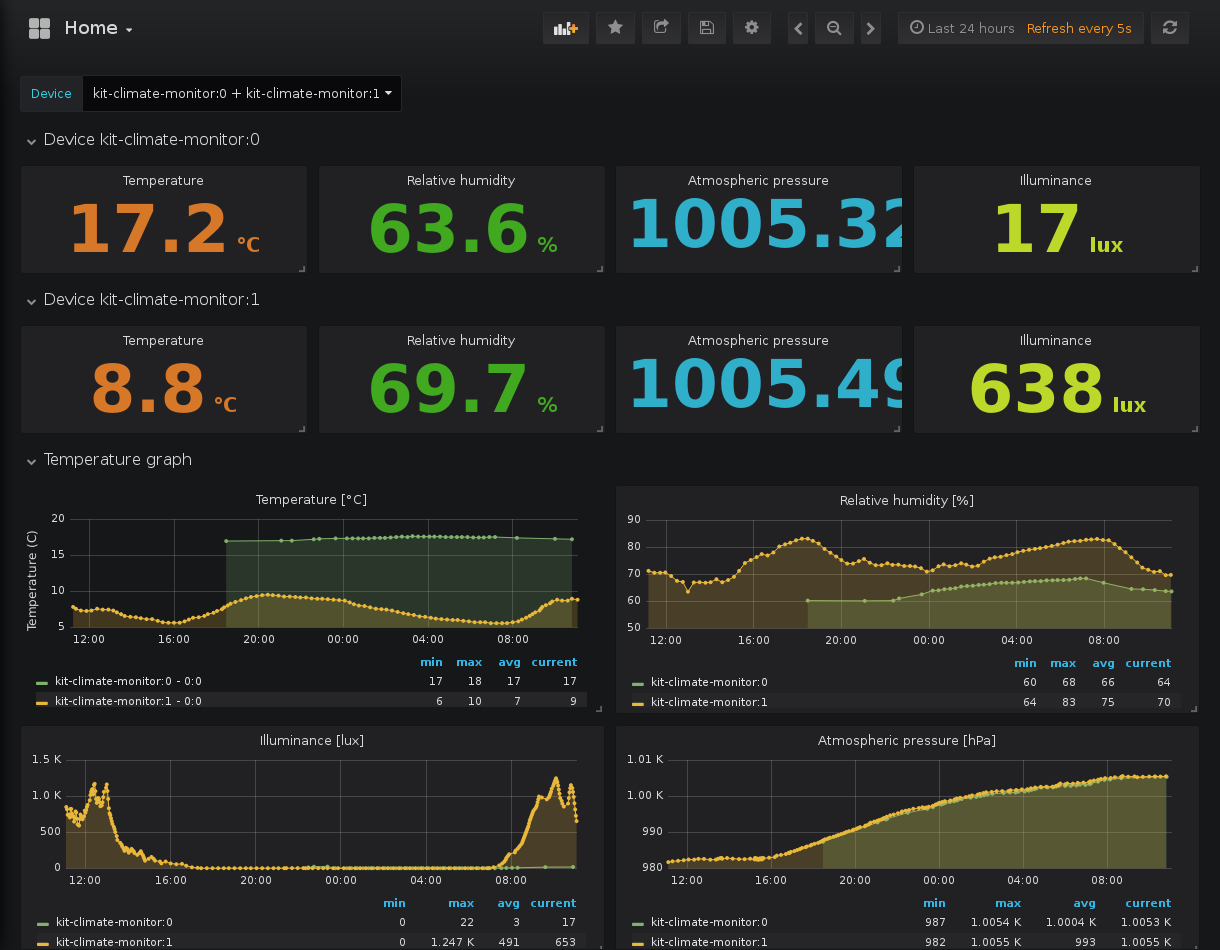 Home
Last 24 hours Refresh every 5s
Device kit-climate-monitor:0 + kit-climate-monitor:1
Device kit-climate-monitor:0
Temperature Relative humidity Atmospheric pressure Illuminance
17.2 °C 63.6 % 1005.32 17 lux
Device kit-climate-monitor:1
Temperature Relative humidity Atmospheric pressure Illuminance
8.8 °C 69.7 % 1005.49 638 lux
Temperature graph
Temperature [°C]
Temperature (C)
20
15
10
5
12:00 16:00 20:00 00:00 04:00 08:00
min max avg current
kit-climate-monitor:0 - 0:0 17 18 17 17
kit-climate-monitor:1 - 0:0 6 10 7 9
Relative humidity [%]
90
80
70
60
50
12:00 16:00 20:00 00:00 04:00 08:00
min max avg current
kit-climate-monitor:0 60 68 66 64
kit-climate-monitor:1 64 83 75 70
Illuminance [lux]
1.5 K
1.0 K
500
0
12:00 16:00 20:00 00:00 04:00 08:00
min max avg current
kit-climate-monitor:0 0 22 3 17
kit-climate-monitor:1 0 1.247 K 491 653
Atmospheric pressure [hPa]
1.01 K
1.00 K
990
980
12:00 16:00 20:00 00:00 04:00 08:00
min max avg current
kit-climate-monitor:0 987 1.0054 K 1.0004 K 1.0053 K
kit-climate-monitor:1 982 1.0055 K 993 1.0055 K